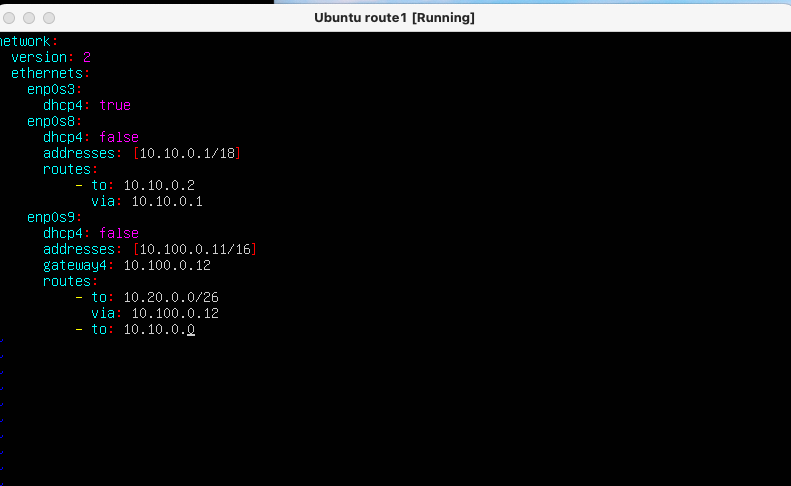 Ubuntu route1 [Running]
network:
version: 2
ethernets:
enp0s3:
dhcp4: true
enp0s8:
dhcp4: false
addresses: [10.10.0.1/18]
routes:
- to: 10.10.0.2
via: 10.10.0.1
enp0s9:
dhcp4: false
addresses: [10.100.0.11/16]
gateway4: 10.100.0.12
routes:
- to: 10.20.0.0/26
via: 10.100.0.12
- to: 10.10.0.0